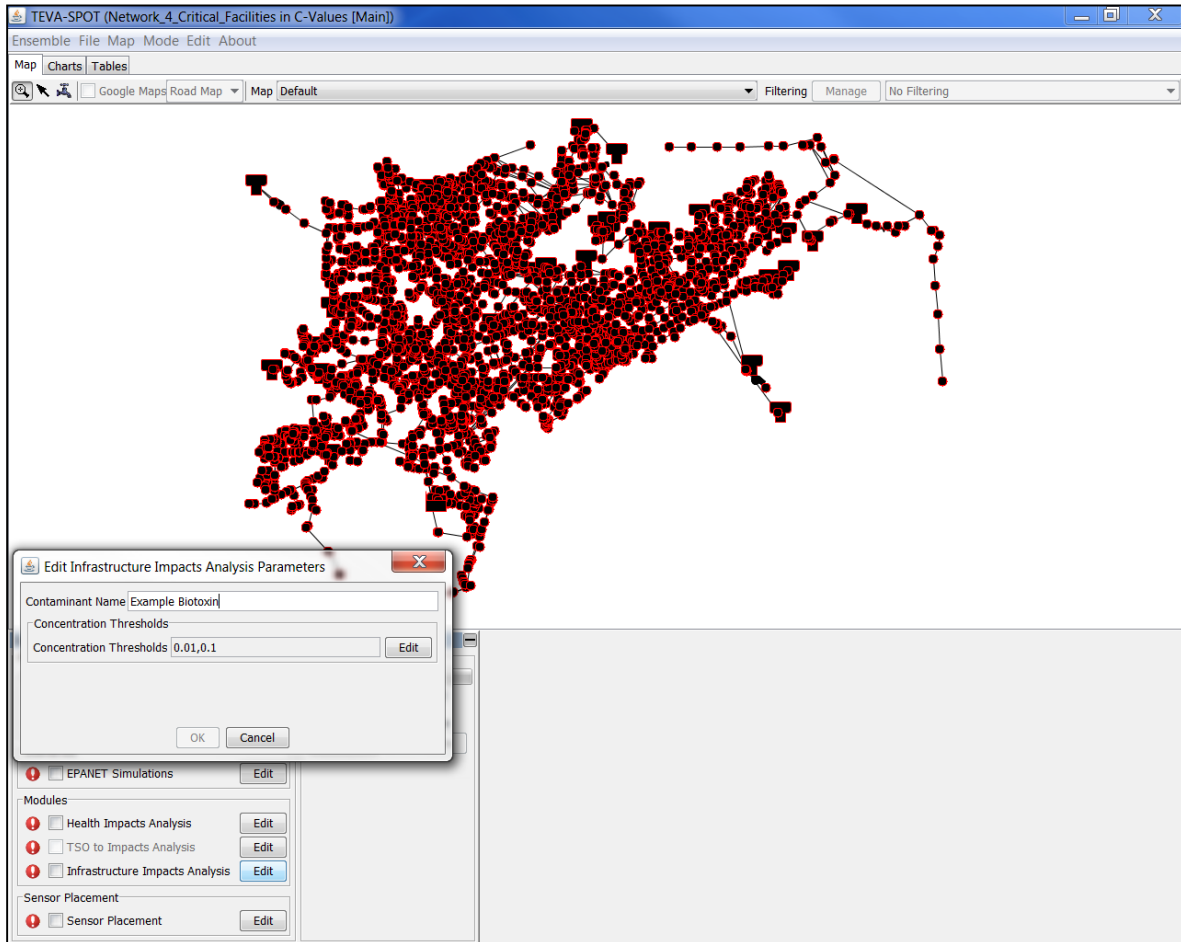 TEVA-SPOT (Network_4_Critical_Facilities in C-Values [Main])
Ensemble File Map Mode Edit About
Map Charts Tables
Google Maps Road Map Map Default Filtering Manage No Filtering
Edit Infrastructure Impacts Analysis Parameters
Contaminant Name Example Biotoxin
Concentration Thresholds
Concentration Thresholds 0.01,0.1 Edit
OK Cancel
EPANET Simulations Edit
Modules
Health Impacts Analysis Edit
TSO to Impacts Analysis Edit
Infrastructure Impacts Analysis Edit
Sensor Placement
Sensor Placement Edit